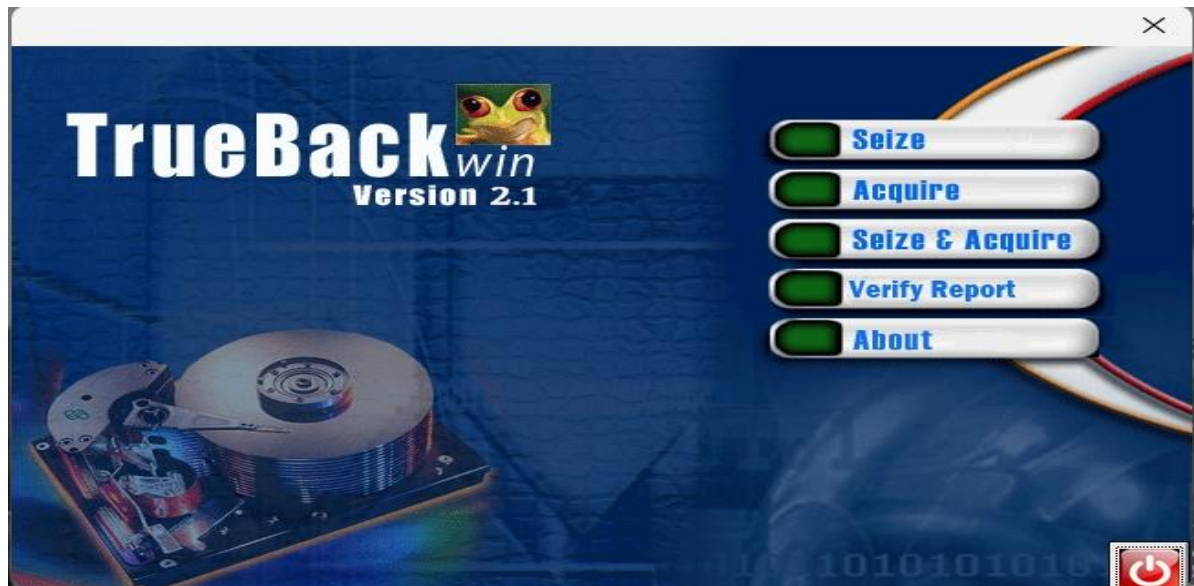 TrueBack
win
Version 2.1
Seize
Acquire
Seize & Acquire
Verify Report
About